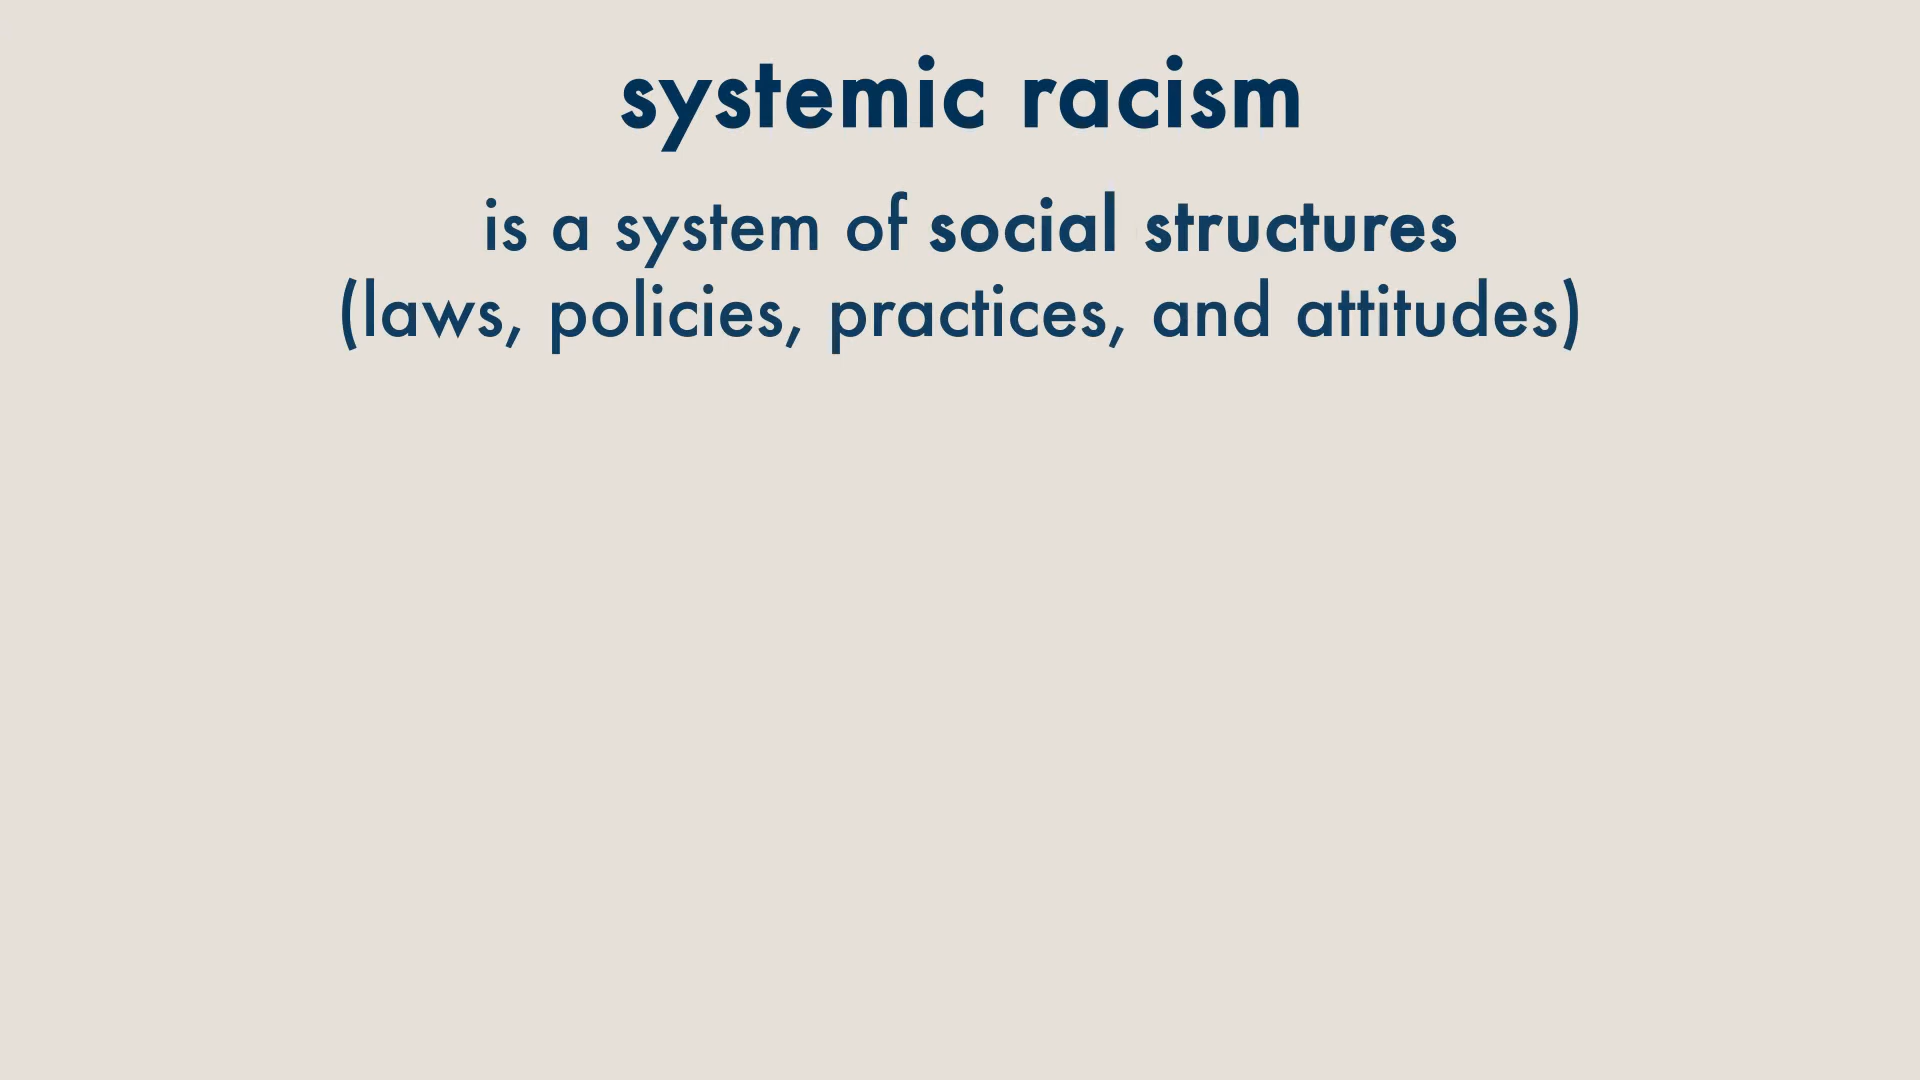 systemic racism
is a system of social structures
(laws, policies, practices, and attitudes)